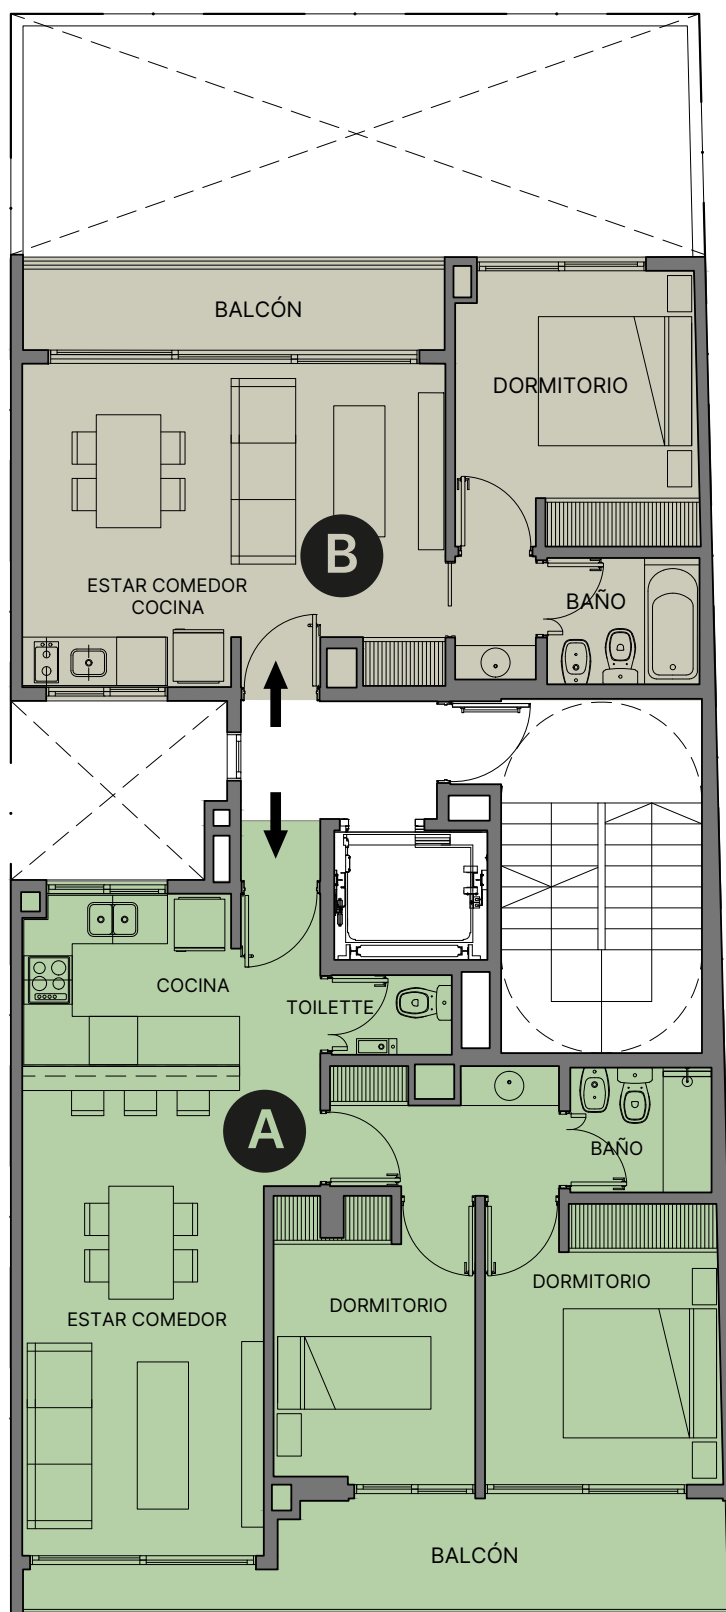 BALCÓN
DORMITORIO
B
ESTAR COMEDOR
COCINA
BAÑO
COCINA
TOILETTE
A
BAÑO
DORMITORIO
DORMITORIO
ESTAR COMEDOR
BALCÓN